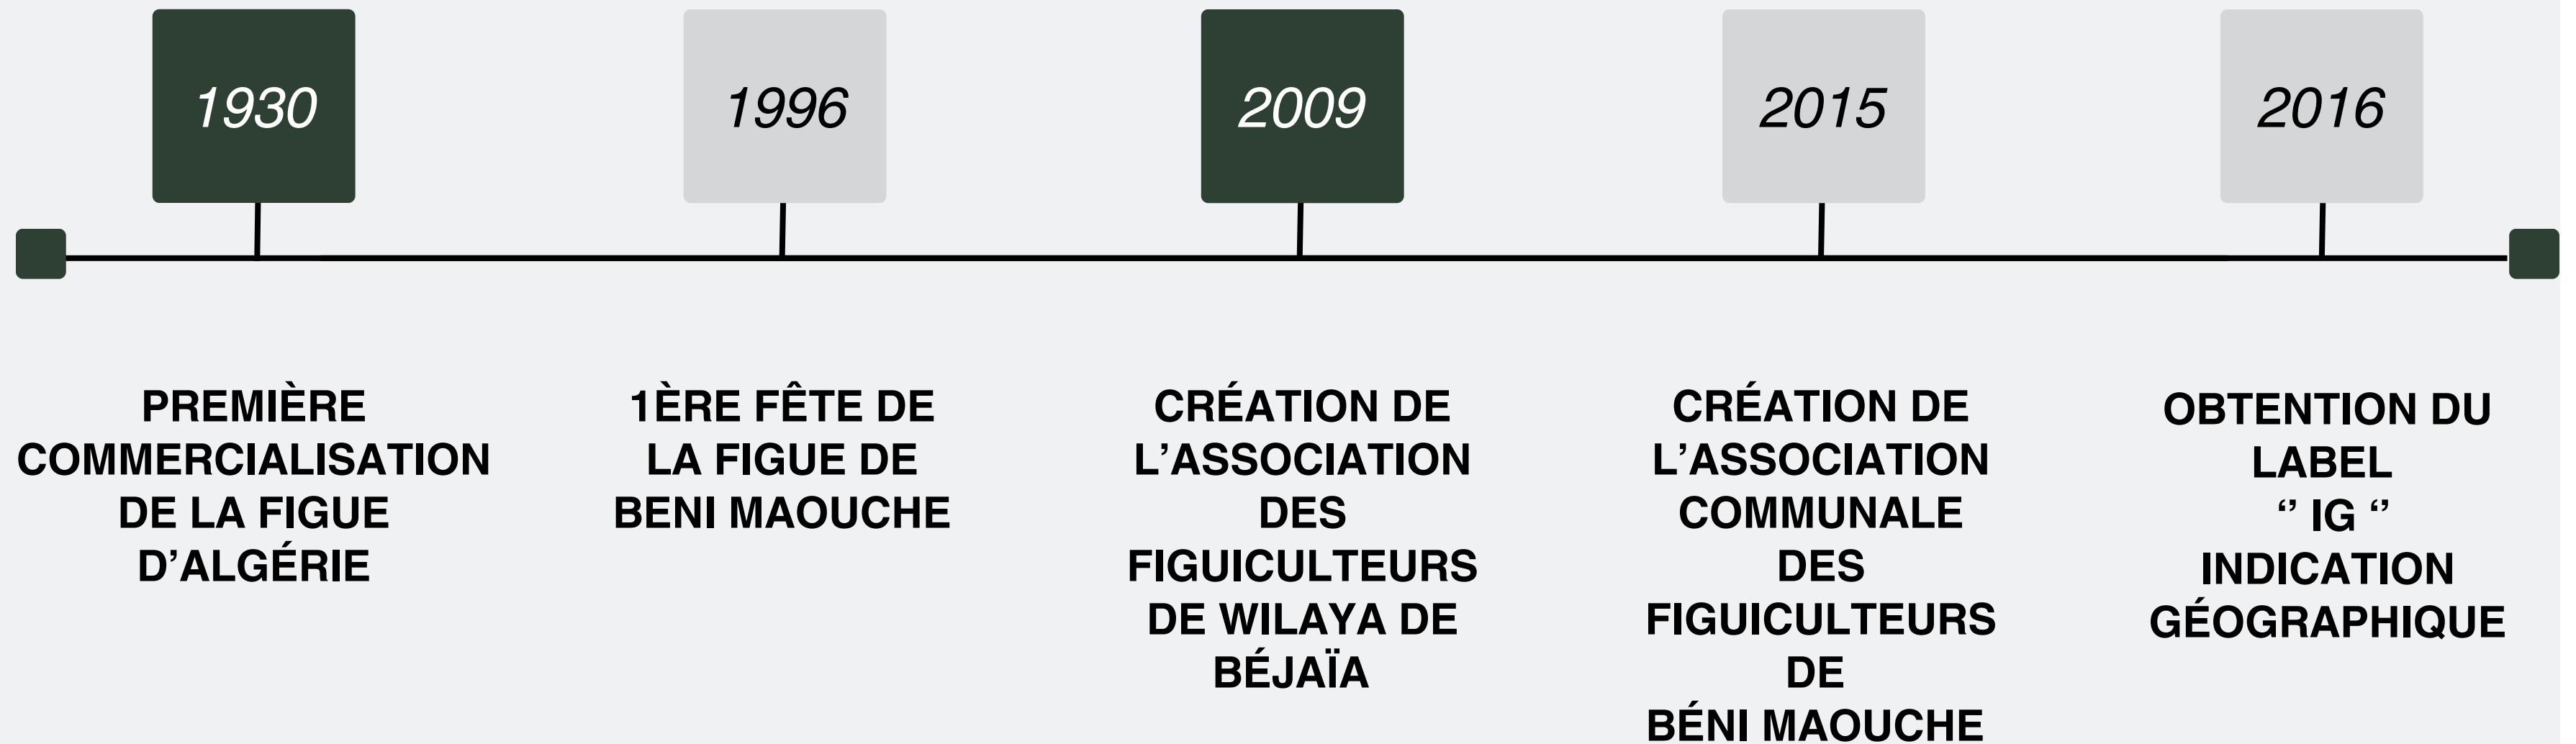 1930
PREMIÈRE
COMMERCIALISATION
DE LA FIGUE
D’ALGÉRIE
1996
1ÈRE FÊTE DE
LA FIGUE DE
BENI MAOUCHE
2009
CRÉATION DE
L’ASSOCIATION
DES
FIGUICULTEURS
DE WILAYA DE
BÉJAÏA
2015
CRÉATION DE
L’ASSOCIATION
COMMUNALE
DES
FIGUICULTEURS
DE
BÉNI MAOUCHE
2016
OBTENTION DU
LABEL
‘’ IG ‘’
INDICATION
GÉOGRAPHIQUE